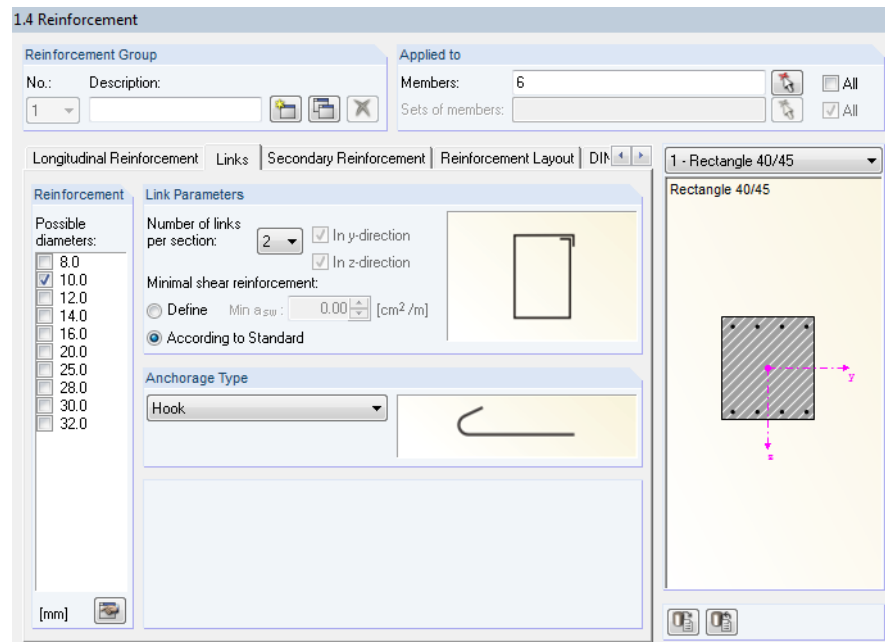 1.4 Reinforcement
Reinforcement Group
No.: Description:
1
Applied to
Members: 6 All
Sets of members: All
Longitudinal Reinforcement Links Secondary Reinforcement Reinforcement Layout DIN
Reinforcement
Possible
diameters:
8.0
10.0
12.0
14.0
16.0
20.0
25.0
28.0
30.0
32.0
[mm]
Link Parameters
Number of links
per section: 2 In y-direction
In z-direction
Minimal shear reinforcement:
Define Min a sw : 0.00 [cm² /m]
According to Standard
Anchorage Type
Hook
1 - Rectangle 40/45
Rectangle 40/45
y
z